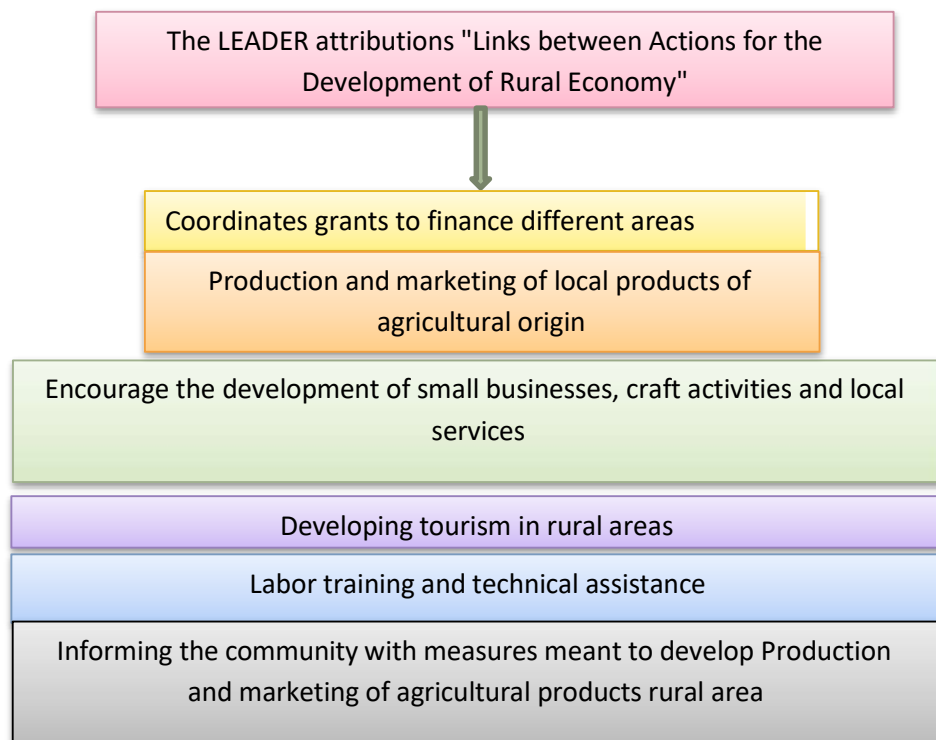 The LEADER attributions "Links between Actions for the
Development of Rural Economy"
Coordinates grants to finance different areas
Production and marketing of local products of
agricultural origin
Encourage the development of small businesses, craft activities and local
services
Developing tourism in rural areas
Labor training and technical assistance
Informing the community with measures meant to develop Production
and marketing of agricultural products rural area